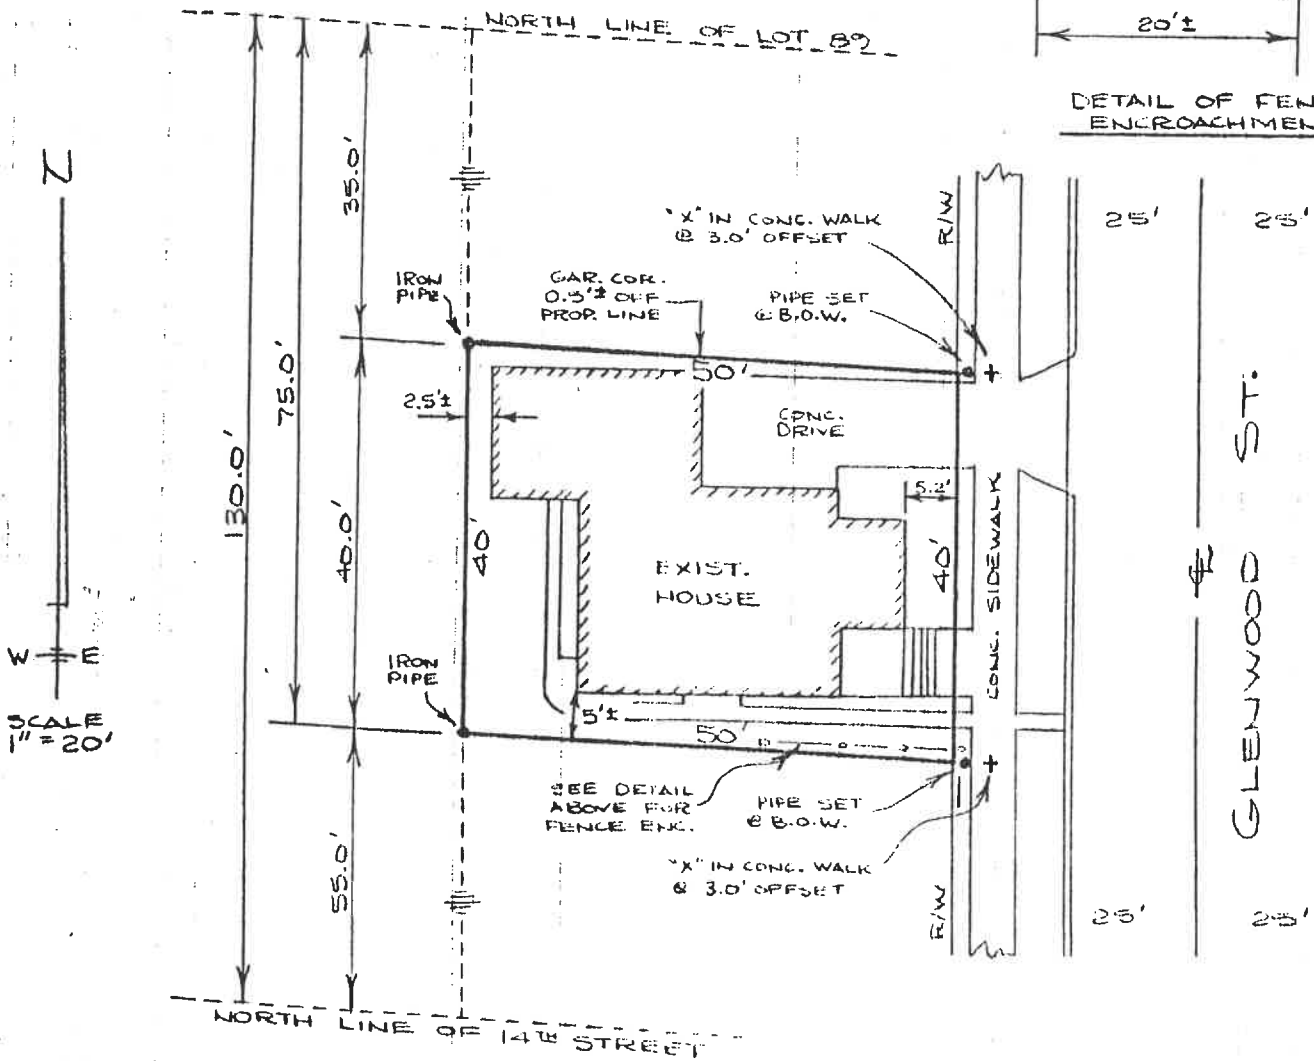 NORTH LINE OF LOT 89
20'±
DETAIL OF FEN
ENCROACHMEN
N
W E
SCALE
1" = 20'
130.0'
75.0'
35.0'
40.0'
55.0'
IRON
PIPE
GAR. COR.
0.5'± OFF
PROP. LINE
"X" IN CONC. WALK
@ 3.0' OFFSET
PIPE SET
@ B.O.W.
R/W
25'
25'
50'
2.5'±
CONC.
DRIVE
5.2'
40'
EXIST.
HOUSE
40'
CONC. SIDEWALK
℄
GLENWOOD ST.
IRON
PIPE
5'±
50'
SEE DETAIL
ABOVE FOR
FENCE ENC.
PIPE SET
@ B.O.W.
"X" IN CONC. WALK
@ 3.0' OFFSET
R/W
25'
25'
NORTH LINE OF 14TH STREET